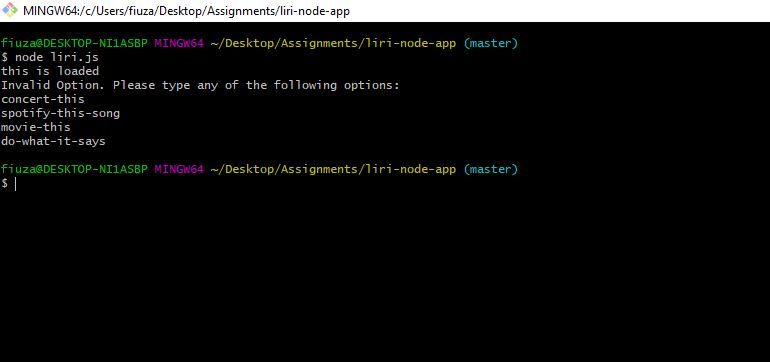 MINGW64:/c/Users/fiuza/Desktop/Assignments/liri-node-app
fiuza@DESKTOP-NI1ASBP MINGW64 ~/Desktop/Assignments/liri-node-app (master)
$ node liri.js
this is loaded
Invalid Option. Please type any of the following options:
concert-this
spotify-this-song
movie-this
do-what-it-says
fiuza@DESKTOP-NI1ASBP MINGW64 ~/Desktop/Assignments/liri-node-app (master)
$